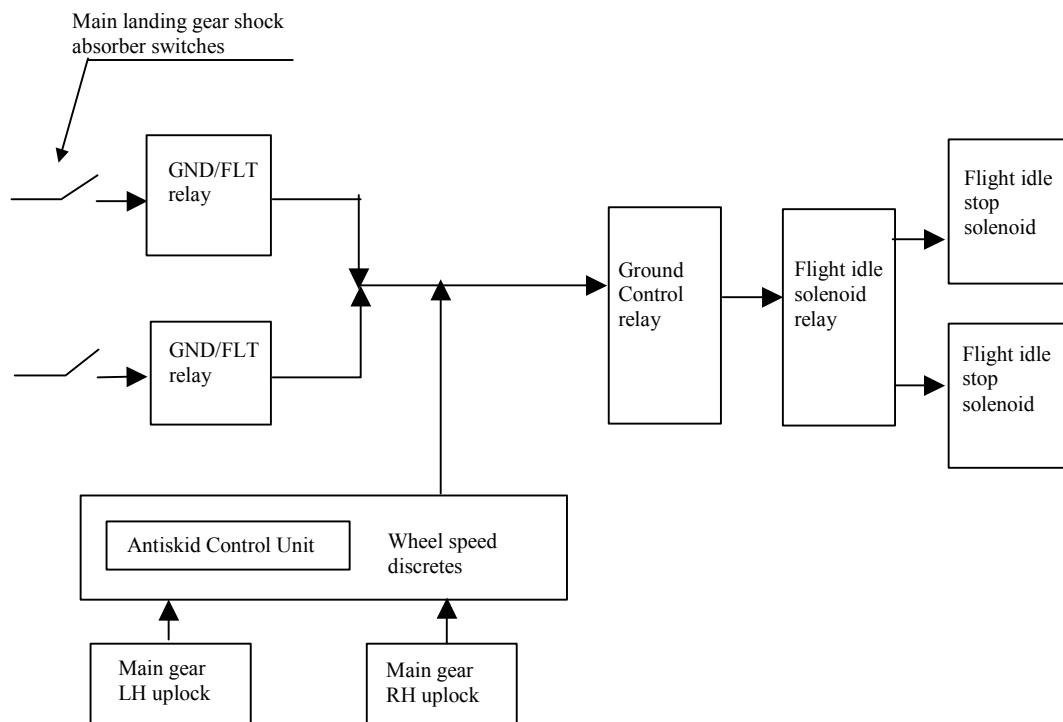 Main landing gear shock
absorber switches
GND/FLT
relay
Flight idle
stop
solenoid
Ground
Control
relay
Flight idle
solenoid
relay
GND/FLT
relay
Flight idle
stop
solenoid
Antiskid Control Unit
Wheel speed
discretes
Main gear
LH uplock
Main gear
RH uplock